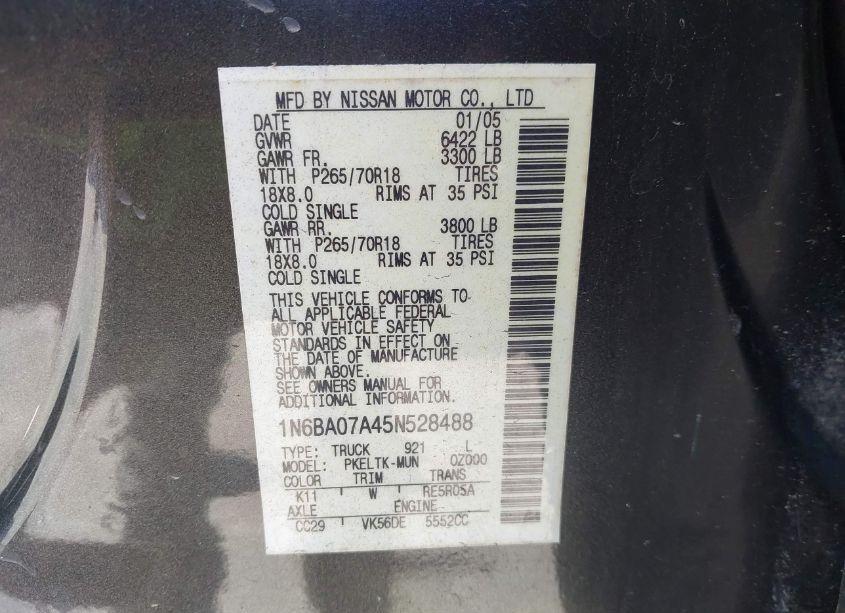 MFD BY NISSAN MOTOR CO., LTD
DATE 01/05
GVWR 6422 LB
GAWR FR. 3300 LB
WITH P265/70R18 TIRES
18X8.0 RIMS AT 35 PSI
COLD SINGLE
GAWR RR. 3800 LB
WITH P265/70R18 TIRES
18X8.0 RIMS AT 35 PSI
COLD SINGLE
THIS VEHICLE CONFORMS TO
ALL APPLICABLE FEDERAL
MOTOR VEHICLE SAFETY
STANDARDS IN EFFECT ON
THE DATE OF MANUFACTURE
SHOWN ABOVE.
SEE OWNERS MANUAL FOR
ADDITIONAL INFORMATION.
1N6BA07A45N528488
TYPE: TRUCK 921 L
MODEL: PKELTK-MUN 0Z000
COLOR TRIM TRANS
K11 W RE5R05A
AXLE ENGINE
CC29 VK56DE 5552CC